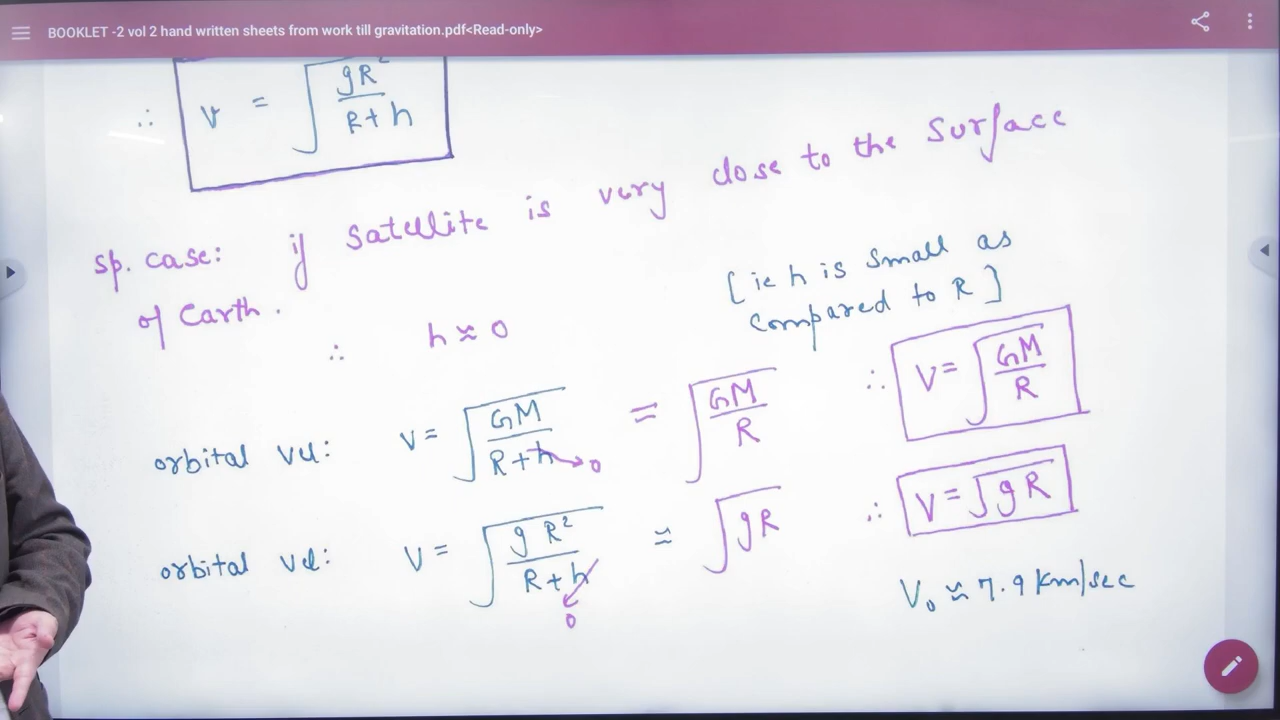 BOOKLET -2 vol 2 hand written sheets from work till gravitation.pdf<Read-only>
∴ v = √(gR²/(R+h))
sp. case: if satellite is very close to the surface
of Earth.
[ie h is small as
compared to R]
∴ h ≈ 0
orbital vel: v = √(GM/(R+h→0)) = √(GM/R) ∴ V = √(GM/R)
orbital vel: V = √(gR²/(R+h→0)) ≈ √gR ∴ V = √gR
V₀ ≈ 7.9 km/sec